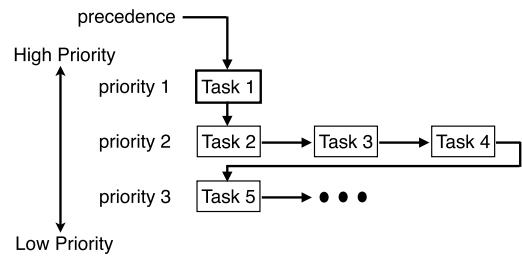 precedence
High Priority
priority 1 Task 1
priority 2 Task 2 Task 3 Task 4
priority 3 Task 5
Low Priority